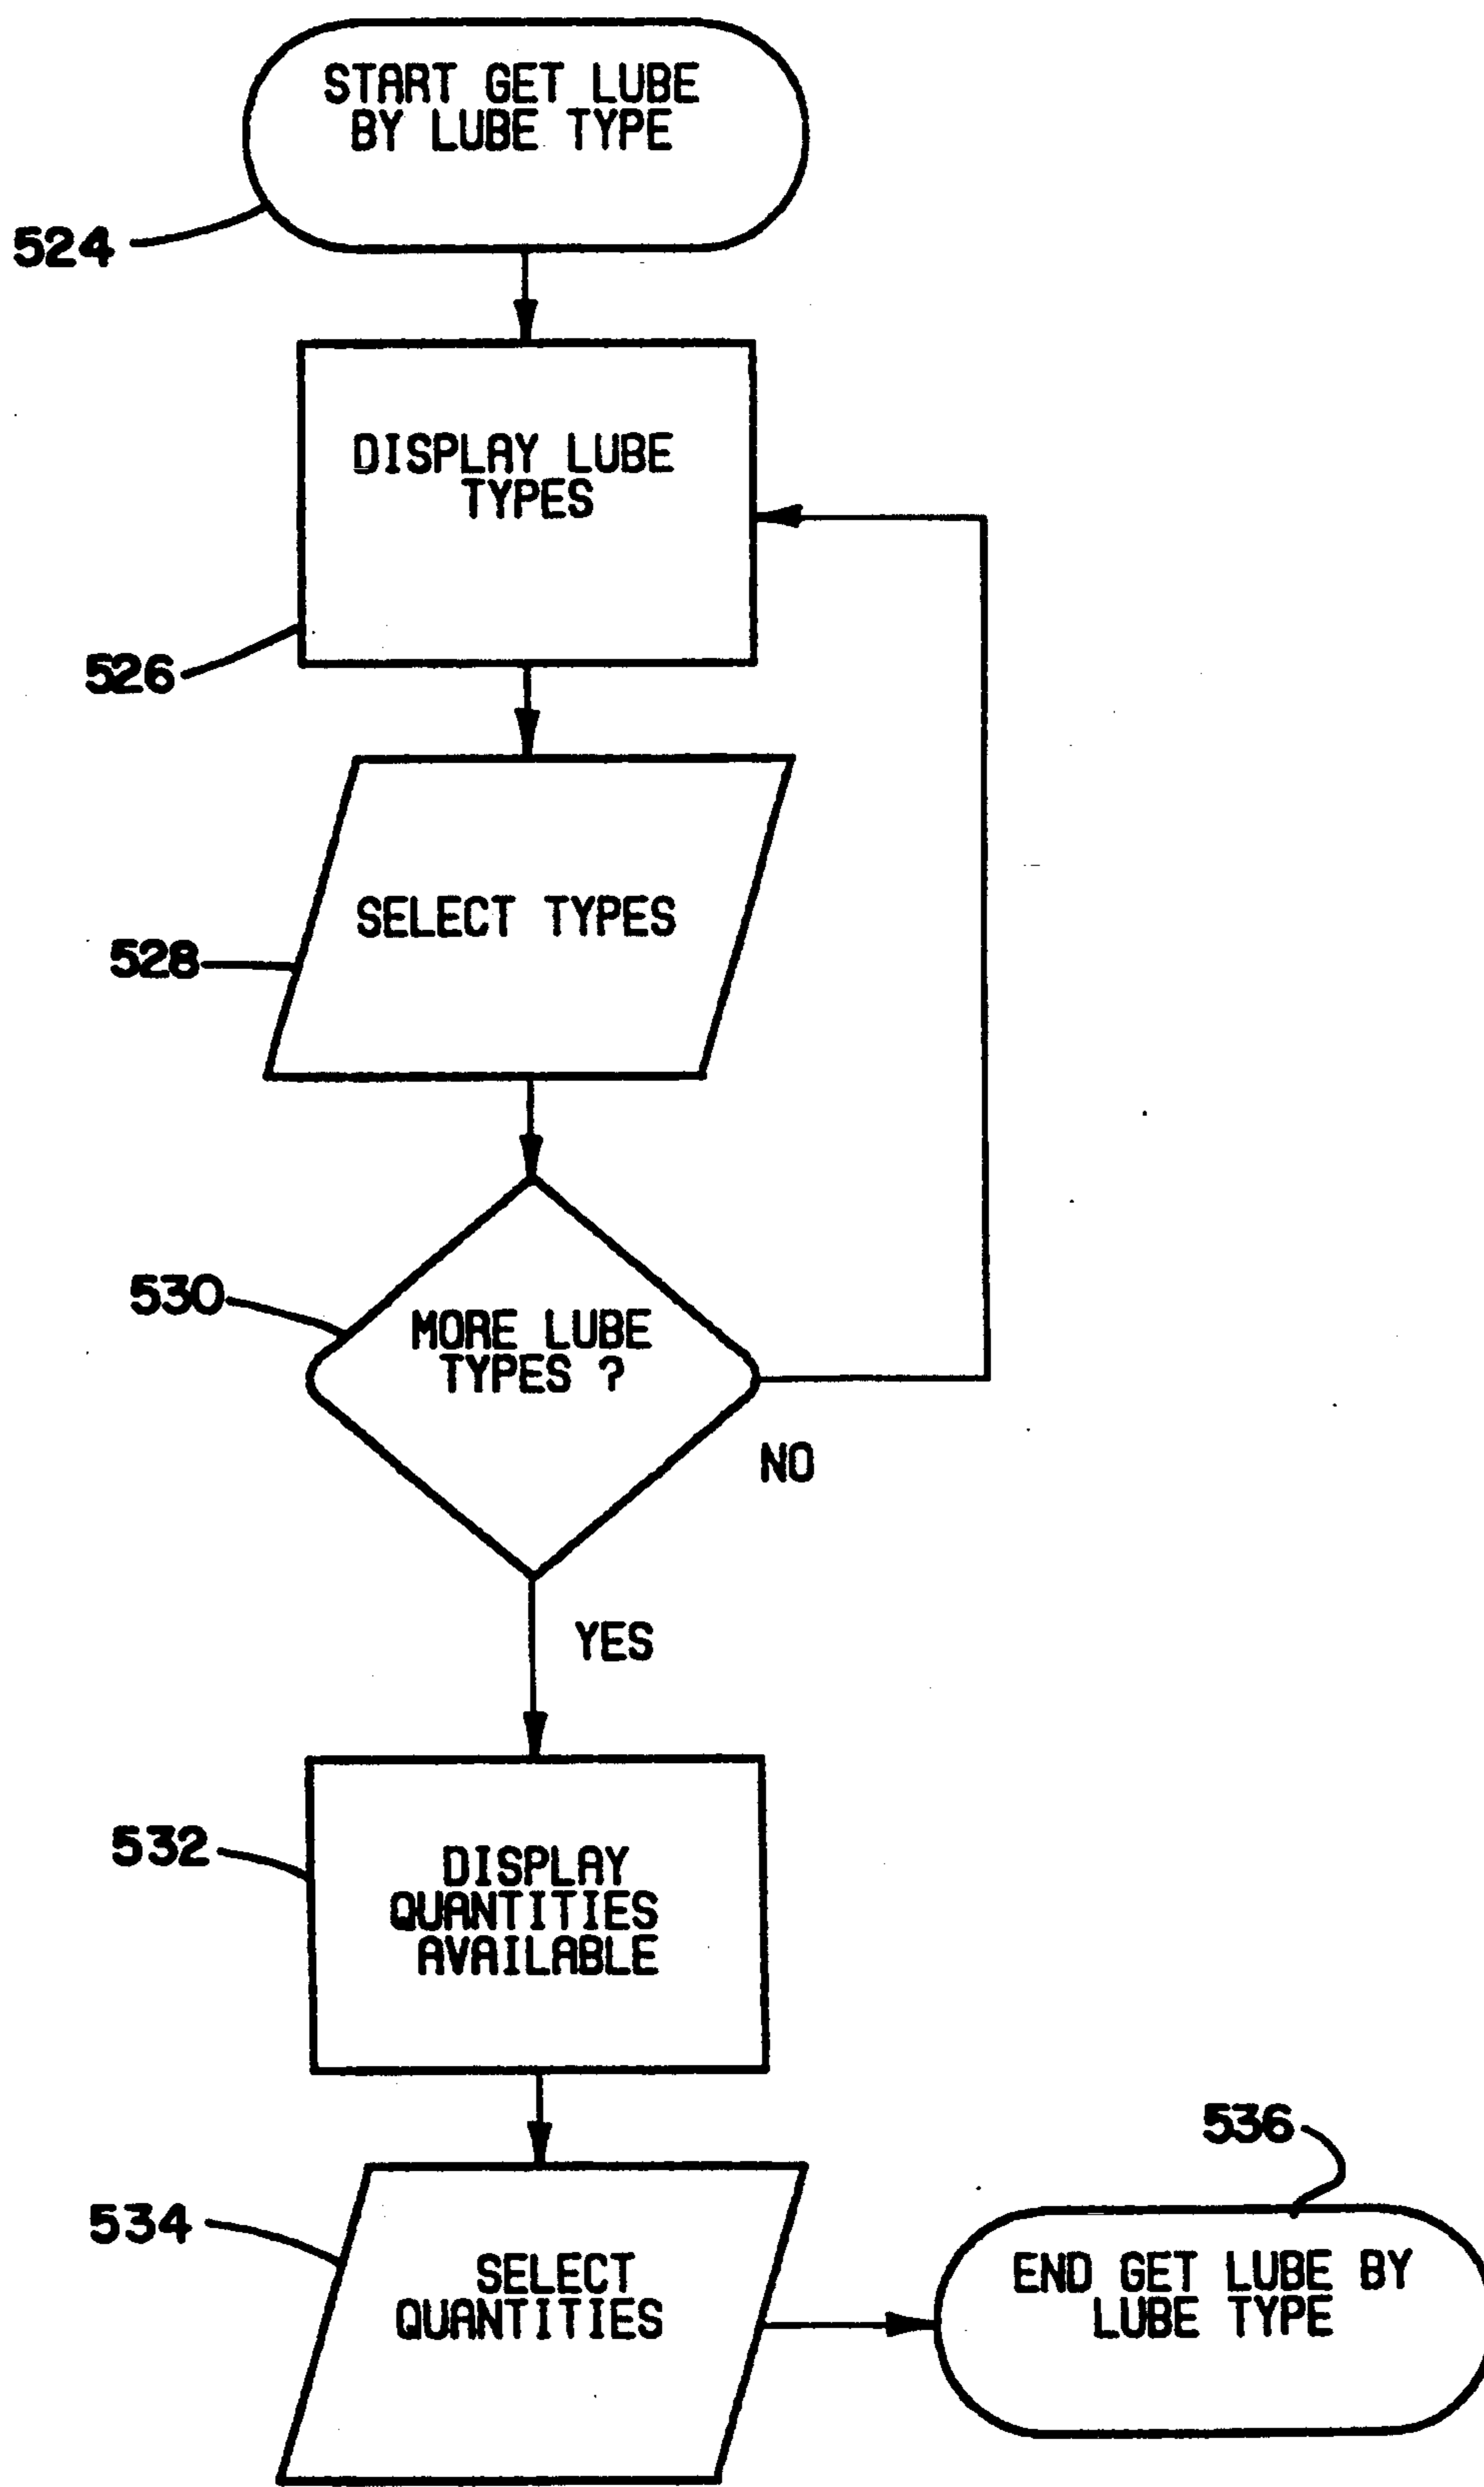 START GET LUBE
BY LUBE TYPE
524
DISPLAY LUBE
TYPES
526
SELECT TYPES
528
530
MORE LUBE
TYPES ?
NO
YES
532
DISPLAY
QUANTITIES
AVAILABLE
536
534
SELECT
QUANTITIES
END GET LUBE BY
LUBE TYPE